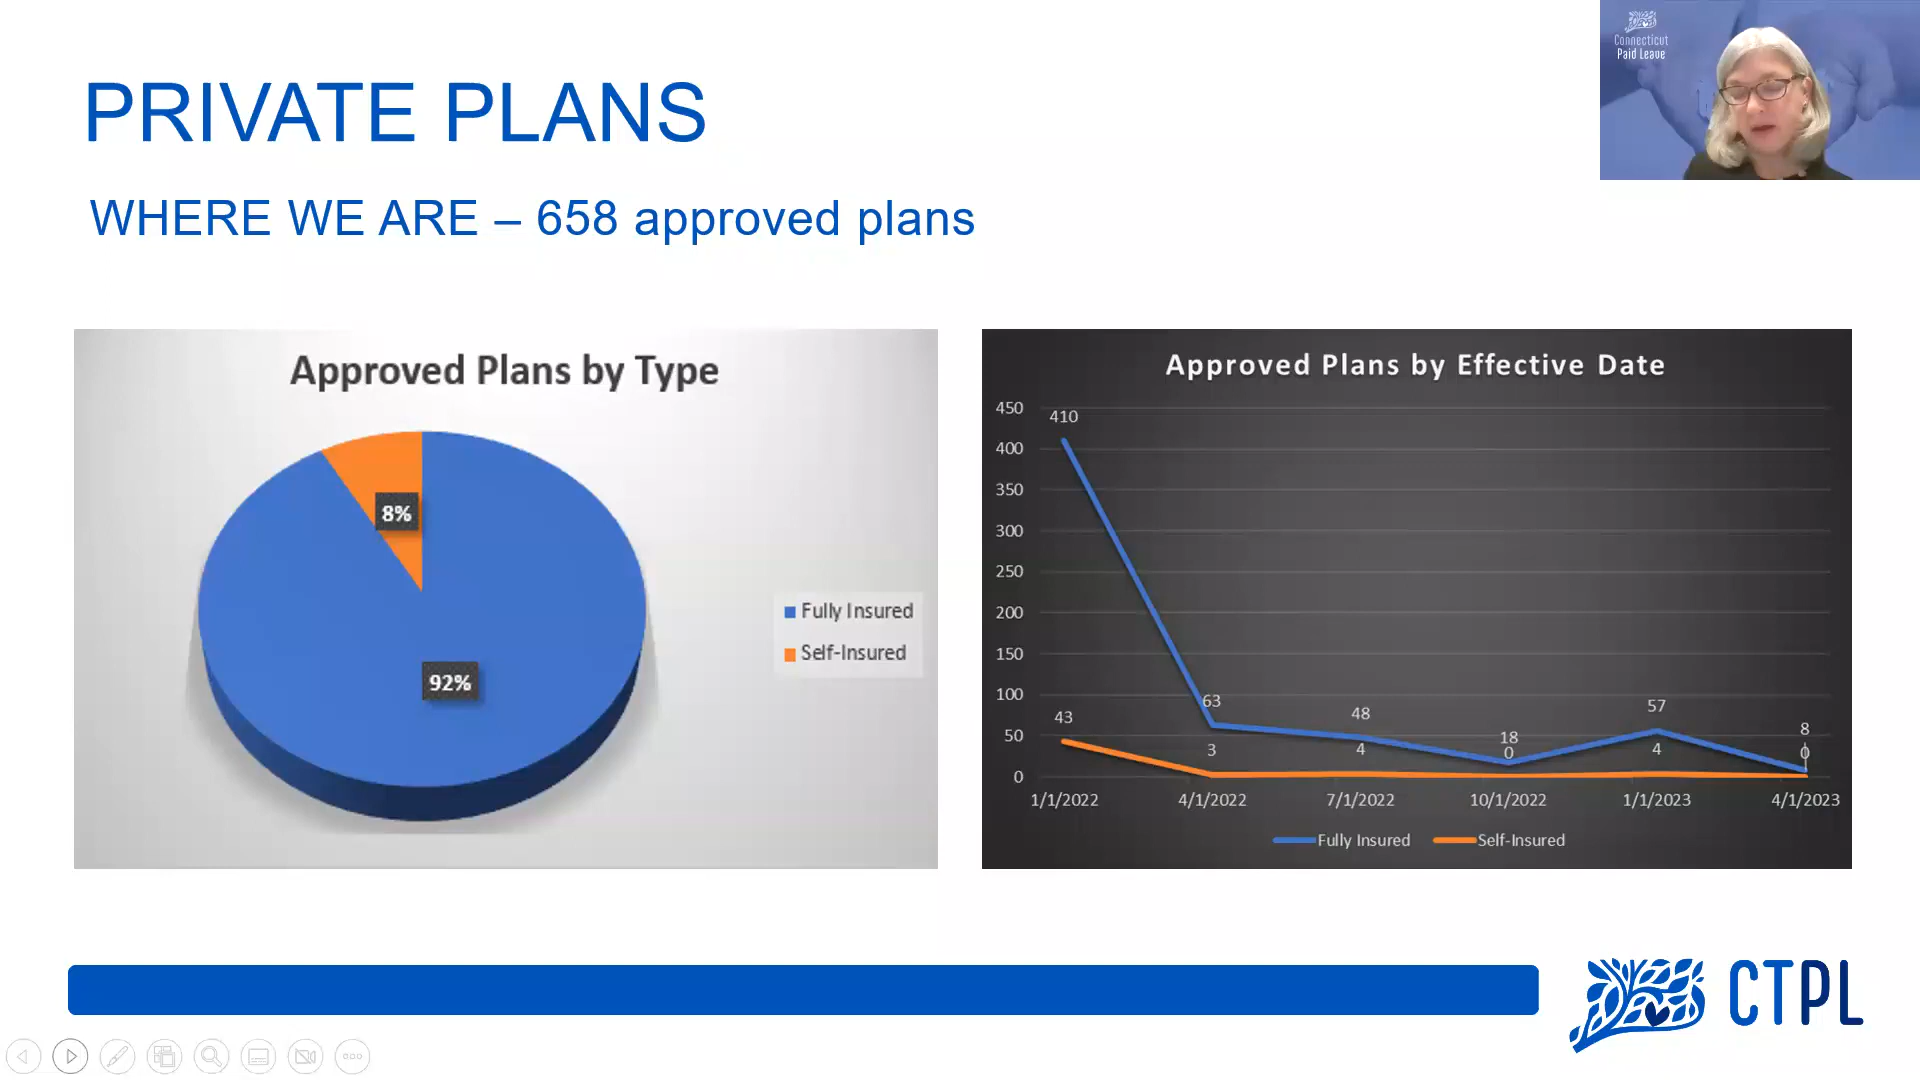 Connecticut
Paid Leave
PRIVATE PLANS
WHERE WE ARE – 658 approved plans
Approved Plans by Type
8%
92%
Fully Insured
Self-Insured
Approved Plans by Effective Date
450
400
350
300
250
200
150
100
50
0
410
63
48
18
57
8
43
3
4
0
4
0
1/1/2022 4/1/2022 7/1/2022 10/1/2022 1/1/2023 4/1/2023
Fully Insured Self-Insured
CTPL